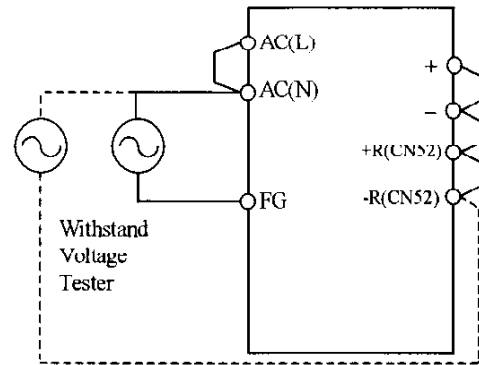 AC(L)
AC(N)
+
−
+R(CN52)
-R(CN52)
FG
Withstand
Voltage
Tester